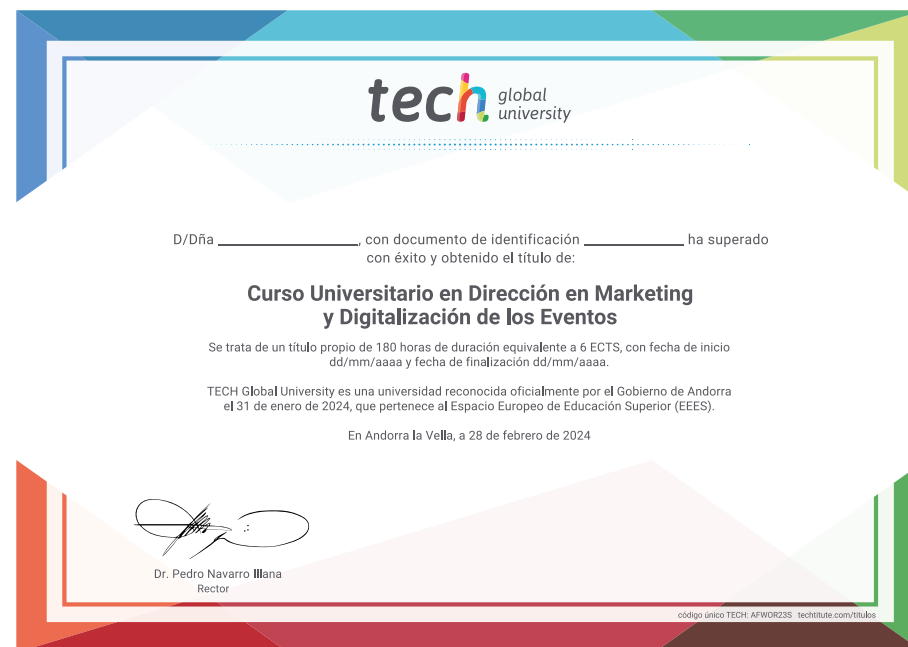 tech global university
D/Dña ____________________, con documento de identificación ______________ ha superado
con éxito y obtenido el título de:
Curso Universitario en Dirección en Marketing
y Digitalización de los Eventos
Se trata de un título propio de 180 horas de duración equivalente a 6 ECTS, con fecha de inicio
dd/mm/aaaa y fecha de finalización dd/mm/aaaa.
TECH Global University es una universidad reconocida oficialmente por el Gobierno de Andorra
el 31 de enero de 2024, que pertenece al Espacio Europeo de Educación Superior (EEES).
En Andorra la Vella, a 28 de febrero de 2024
Dr. Pedro Navarro Illana
Rector
código único TECH: AFWOR23S techtitute.com/titulos